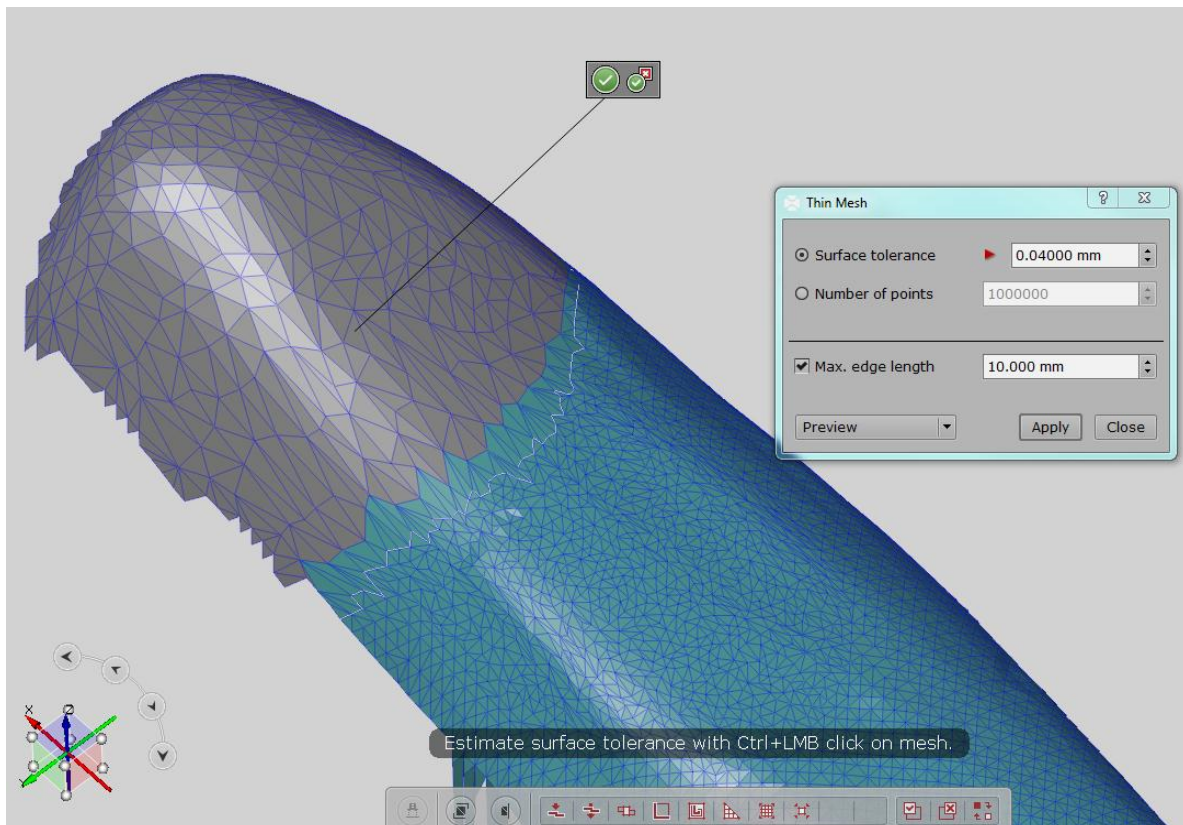 Thin Mesh
Surface tolerance 0.04000 mm
Number of points 1000000
Max. edge length 10.000 mm
Preview Apply Close
X Z
Y
Estimate surface tolerance with Ctrl+LMB click on mesh.